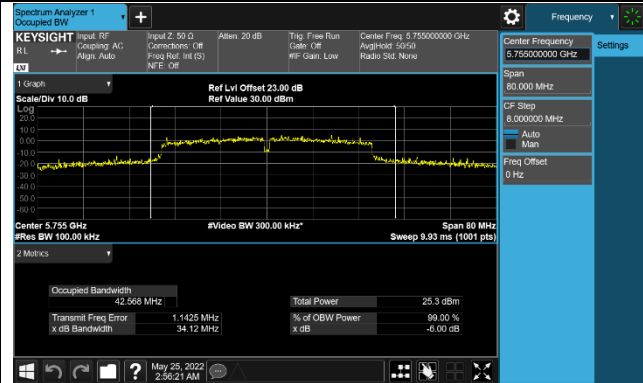 Spectrum Analyzer 1
Occupied BW
Frequency
KEYSIGHT
RL
LXI
Input: RF
Coupling: AC
Align: Auto
Input Z: 50 Ω
Corrections: Off
Freq Ref: Int (S)
NFE: Off
Atten: 20 dB
Trig: Free Run
Gate: Off
#IF Gain: Low
Center Freq: 5.755000000 GHz
Avg|Hold: 50/50
Radio Std: None
Center Frequency
5.755000000 GHz
Settings
Span
80.000 MHz
CF Step
8.000000 MHz
Auto
Man
Freq Offset
0 Hz
1 Graph
Scale/Div 10.0 dB
Ref Lvl Offset 23.00 dB
Ref Value 30.00 dBm
Log
20.0
10.0
0.00
-10.0
-20.0
-30.0
-40.0
-50.0
-60.0
Center 5.755 GHz
#Video BW 300.00 kHz*
Span 80 MHz
#Res BW 100.00 kHz
Sweep 9.93 ms (1001 pts)
2 Metrics
Occupied Bandwidth
42.568 MHz
Total Power 25.3 dBm
Transmit Freq Error 1.1425 MHz
% of OBW Power 99.00 %
x dB Bandwidth 34.12 MHz
x dB -6.00 dB
May 25, 2022
2:56:21 AM